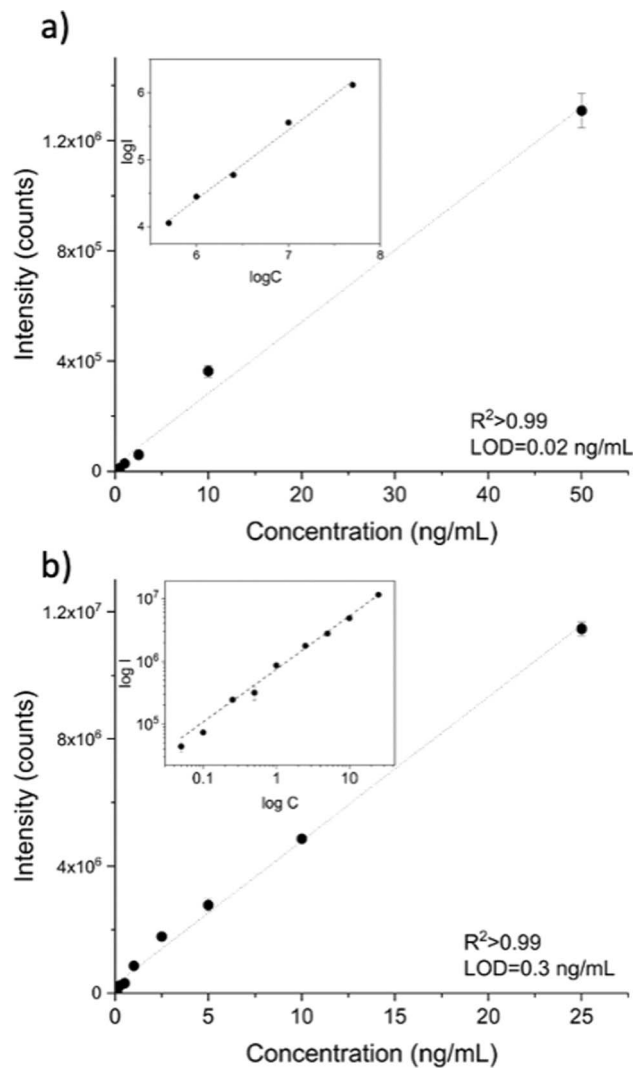 a)
1.2x10⁶
8x10⁵
4x10⁵
0
Intensity (counts)
0 10 20 30 40 50
Concentration (ng/mL)
6
5
4
logI
6 7 8
logC
R²>0.99
LOD=0.02 ng/mL
b)
1.2x10⁷
8x10⁶
4x10⁶
0
Intensity (counts)
0 5 10 15 20 25
Concentration (ng/mL)
10⁷
10⁶
10⁵
log I
0.1 1 10
log C
R²>0.99
LOD=0.3 ng/mL